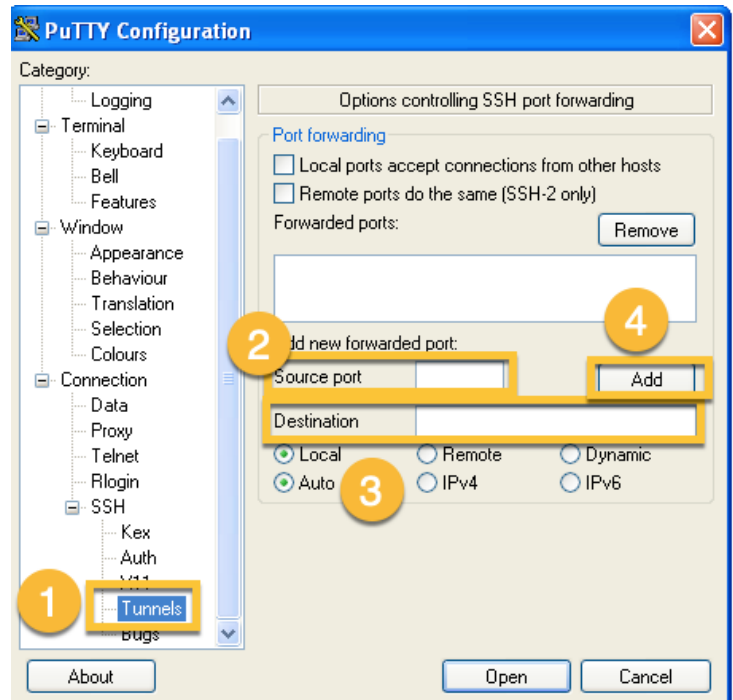 PuTTY Configuration
Category:
Logging
Terminal
Keyboard
Bell
Features
Window
Appearance
Behaviour
Translation
Selection
Colours
Connection
Data
Proxy
Telnet
Rlogin
SSH
Kex
Auth
X11
Tunnels
Bugs
1
Options controlling SSH port forwarding
Port forwarding
Local ports accept connections from other hosts
Remote ports do the same (SSH-2 only)
Forwarded ports:
Remove
2
4
new forwarded port:
Source port
Add
Destination
Local
Remote
Dynamic
Auto
3
IPv4
IPv6
About
Open
Cancel